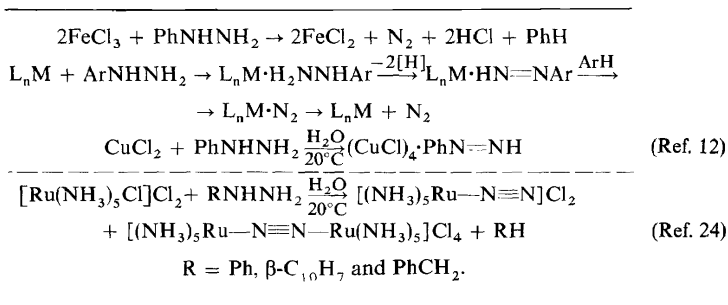 2FeCl₃ + PhNHNH₂ → 2FeCl₂ + N₂ + 2HCl + PhH
LₙM + ArNHNH₂ → LₙM·H₂NNHAr —−2[H]→ LₙM·HN=NAr —ArH→
→ LₙM·N₂ → LₙM + N₂
CuCl₂ + PhNHNH₂ —H₂O/20°C→ (CuCl)₄·PhN=NH (Ref. 12)
[Ru(NH₃)₅Cl]Cl₂ + RNHNH₂ —H₂O/20°C→ [(NH₃)₅Ru—N≡N]Cl₂
+ [(NH₃)₅Ru—N≡N—Ru(NH₃)₅]Cl₄ + RH (Ref. 24)
R = Ph, β-C₁₀H₇ and PhCH₂.